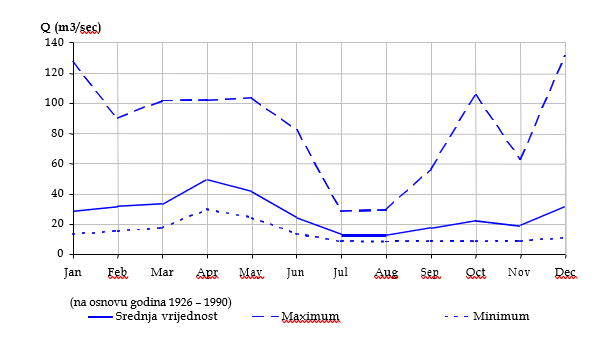 Q (m3/sec)
140
120
100
80
60
40
20
0
Jan Feb Mar Apr May Jun Jul Aug Sep Oct Nov Dec
(na osnovu godina 1926 – 1990)
Srednja vrijednost Maximum Minimum